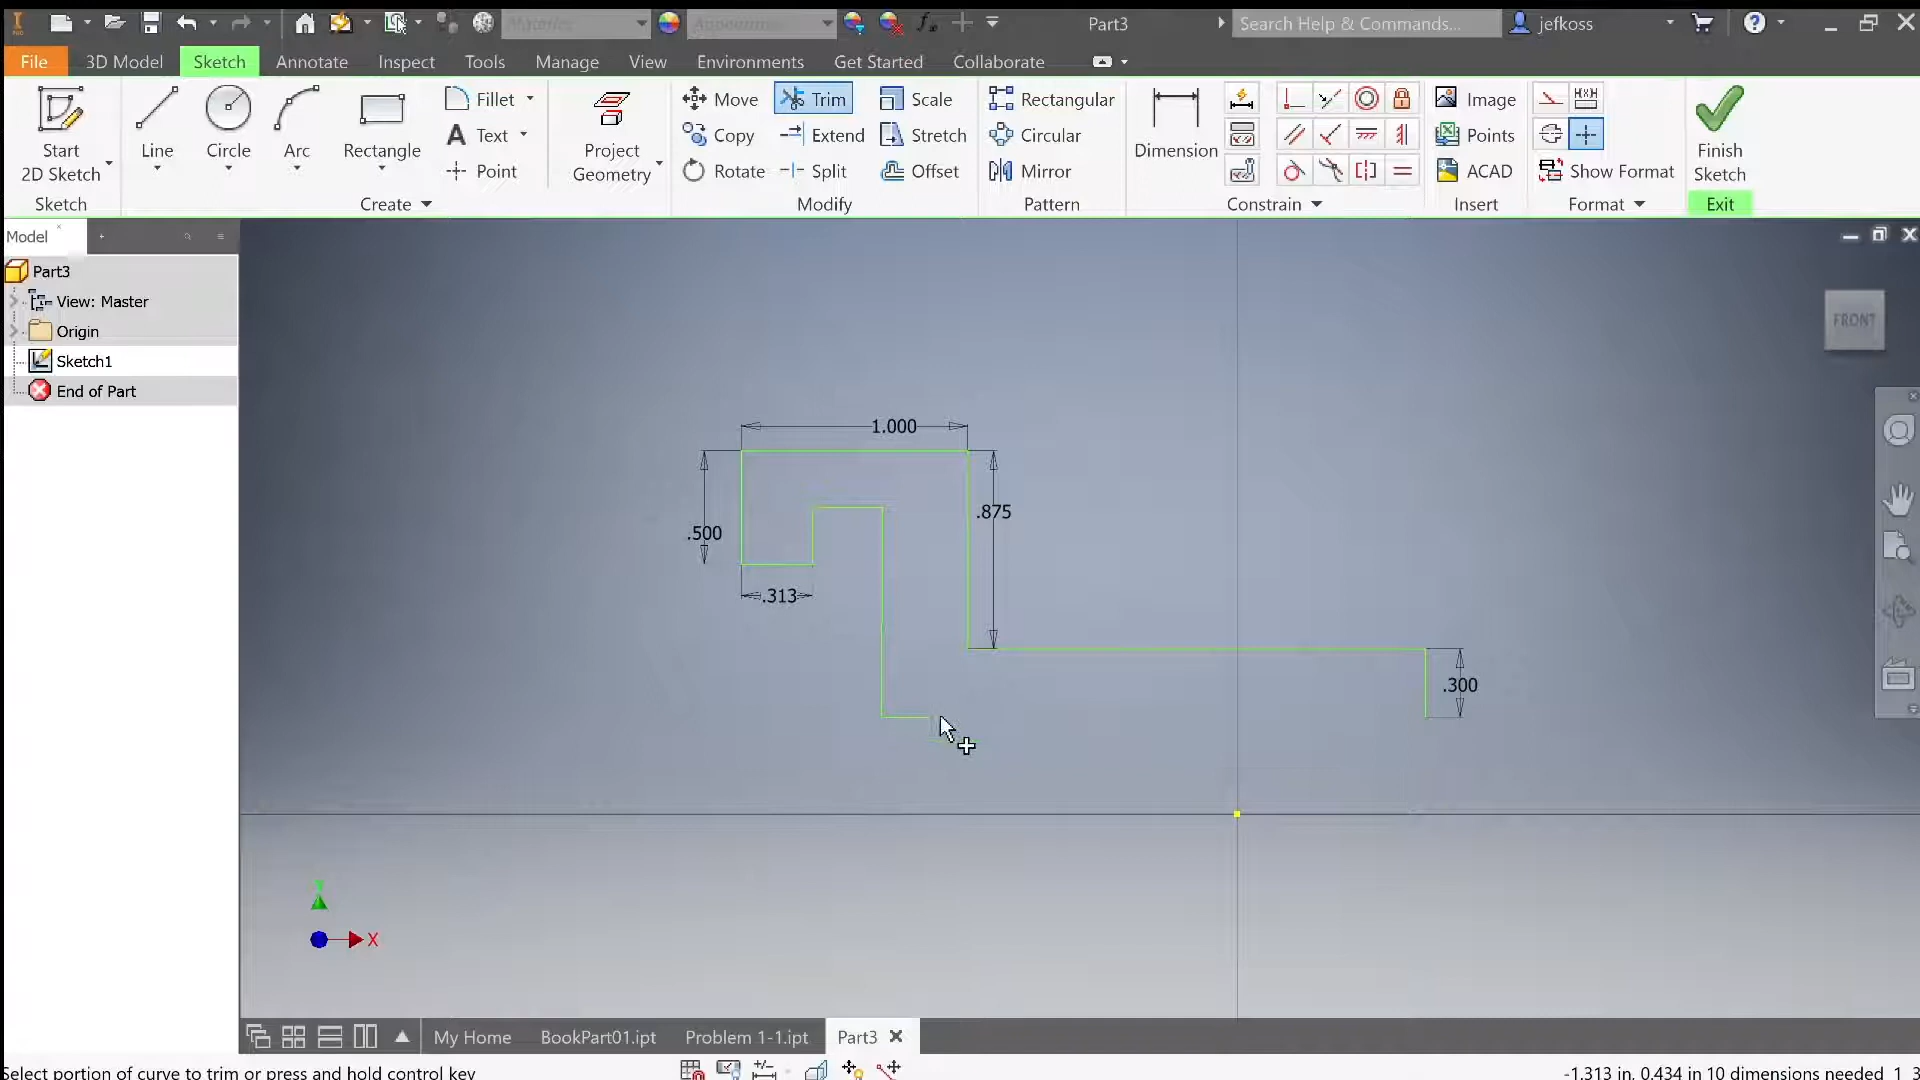 Part3
Search Help & Commands...
jefkoss
File
3D Model
Sketch
Annotate
Inspect
Tools
Manage
View
Environments
Get Started
Collaborate
Start
2D Sketch
Line
Circle
Arc
Rectangle
Fillet
Text
Point
Project
Geometry
Move
Copy
Rotate
Trim
Extend
Split
Scale
Stretch
Offset
Rectangular
Circular
Mirror
Dimension
Image
Points
ACAD
Show Format
Finish
Sketch
Sketch
Create
Modify
Pattern
Constrain
Insert
Format
Exit
Model
Part3
View: Master
Origin
Sketch1
End of Part
FRONT
1.000
.500
.875
.313
.300
X
My Home
BookPart01.ipt
Problem 1-1.ipt
Part3
Select portion of curve to trim or press and hold control key
-1.313 in, 0.434 in 10 dimensions needed 1 3